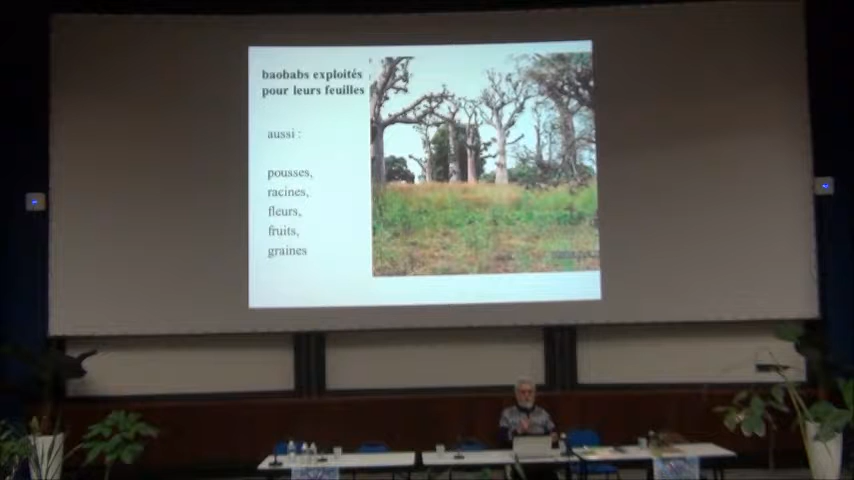 baobabs exploités
pour leurs feuilles
aussi :
pousses,
racines,
fleurs,
fruits,
graines